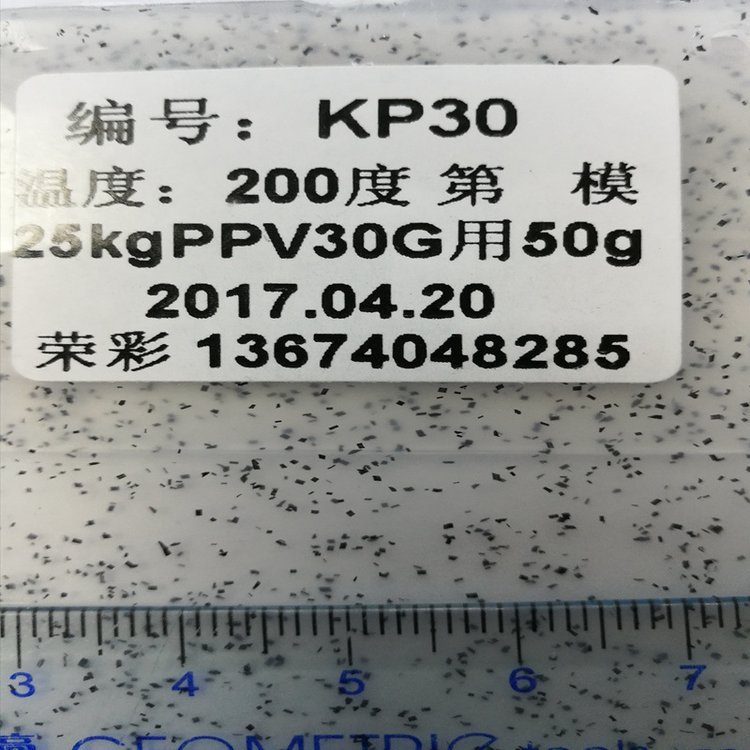 编号：KP30
温度：200度 第 模
25kgPPV30G用50g
2017.04.20
荣彩 13674048285
3 4 5 6 7
GEOMETRIC